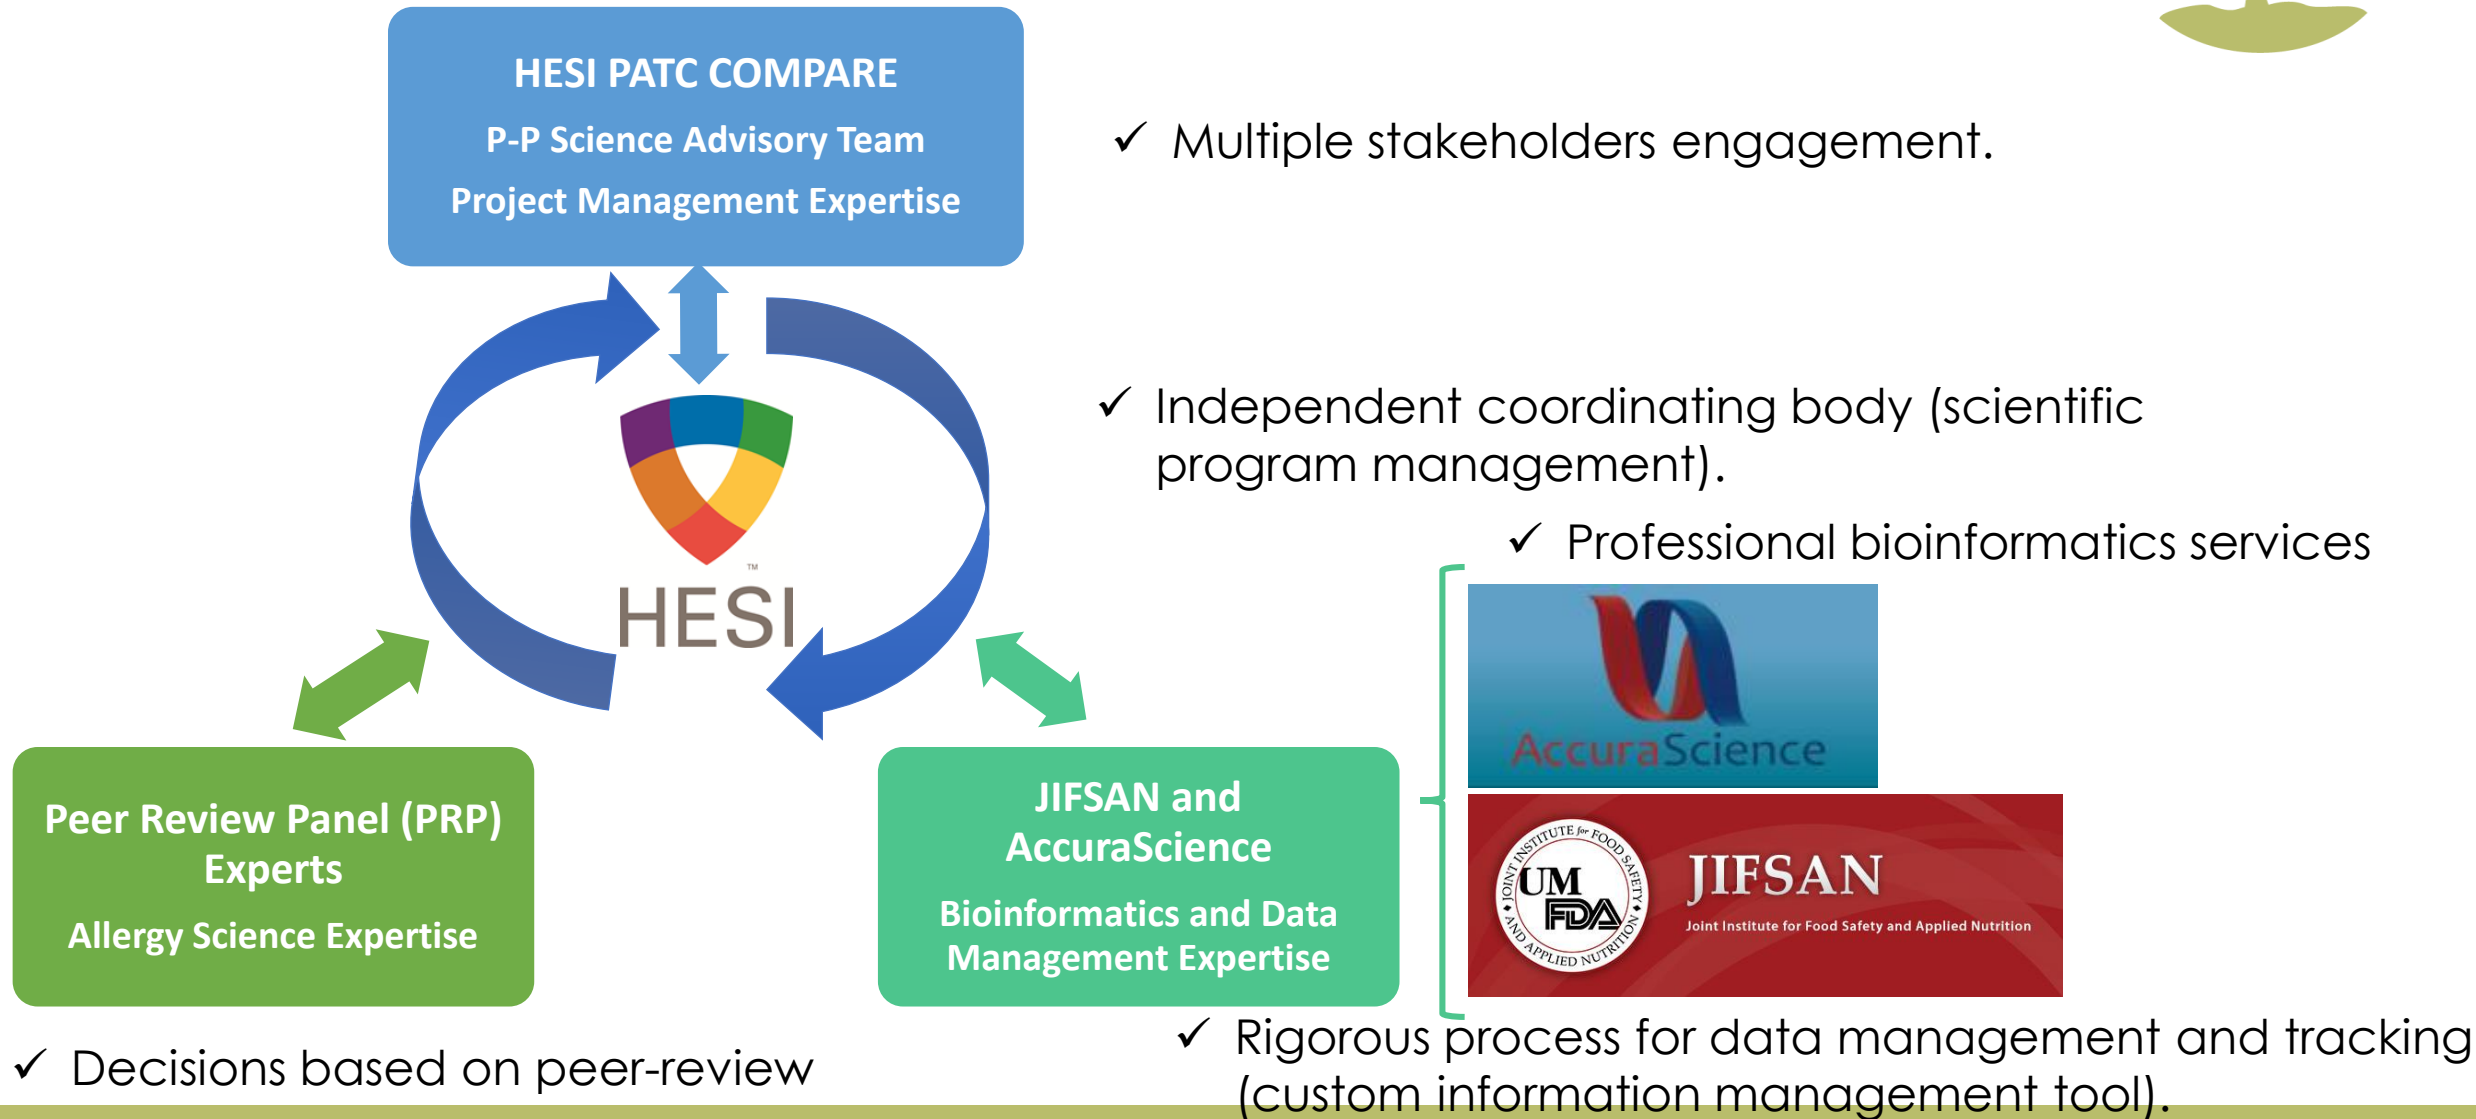 HESI PATC COMPARE
P-P Science Advisory Team
Project Management Expertise
✓ Multiple stakeholders engagement.
✓ Independent coordinating body (scientific
program management).
✓ Professional bioinformatics services
TM
HESI
AccuraScience
Peer Review Panel (PRP)
Experts
Allergy Science Expertise
JIFSAN and
AccuraScience
Bioinformatics and Data
Management Expertise
JOINT INSTITUTE for FOOD SAFETY
AND APPLIED NUTRITION
UM
FDA
JIFSAN
Joint Institute for Food Safety and Applied Nutrition
✓ Decisions based on peer-review
✓ Rigorous process for data management and tracking
(custom information management tool).